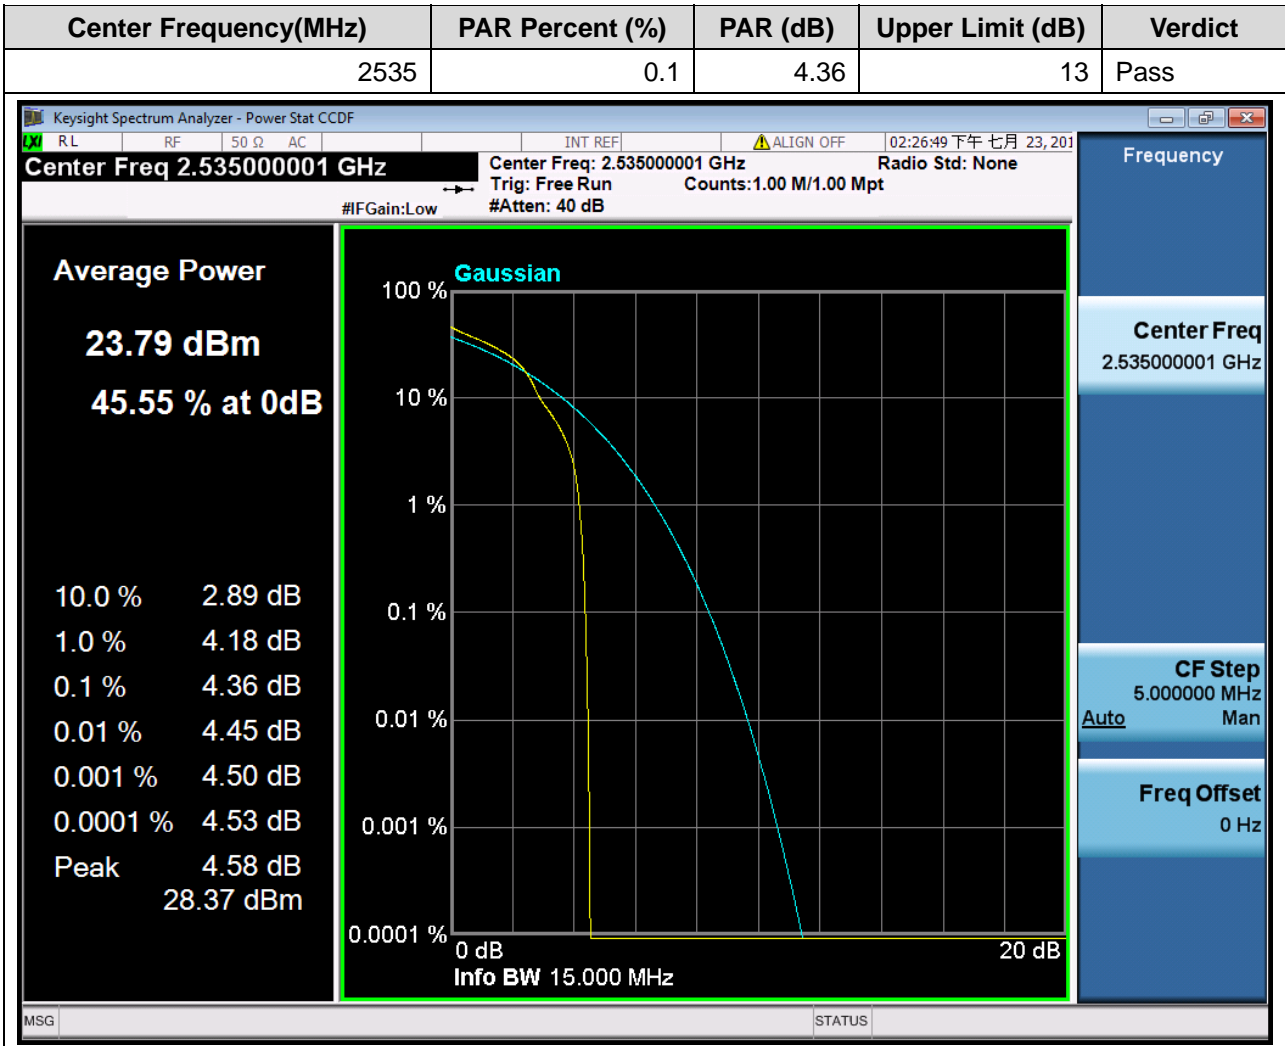 Center Frequency(MHz) PAR Percent (%) PAR (dB) Upper Limit (dB) Verdict
2535 0.1 4.36 13 Pass
Keysight Spectrum Analyzer - Power Stat CCDF
LXI RL RF 50 Ω AC INT REF ALIGN OFF 02:26:49 下午 七月 23, 201
Center Freq 2.535000001 GHz
Center Freq: 2.535000001 GHz Radio Std: None
Trig: Free Run Counts:1.00 M/1.00 Mpt
#IFGain:Low #Atten: 40 dB
Average Power
23.79 dBm
45.55 % at 0dB
10.0 % 2.89 dB
1.0 % 4.18 dB
0.1 % 4.36 dB
0.01 % 4.45 dB
0.001 % 4.50 dB
0.0001 % 4.53 dB
Peak 4.58 dB
28.37 dBm
Gaussian
100 %
10 %
1 %
0.1 %
0.01 %
0.001 %
0.0001 %
0 dB 20 dB
Info BW 15.000 MHz
Frequency
Center Freq
2.535000001 GHz
CF Step
5.000000 MHz
Auto Man
Freq Offset
0 Hz
MSG STATUS